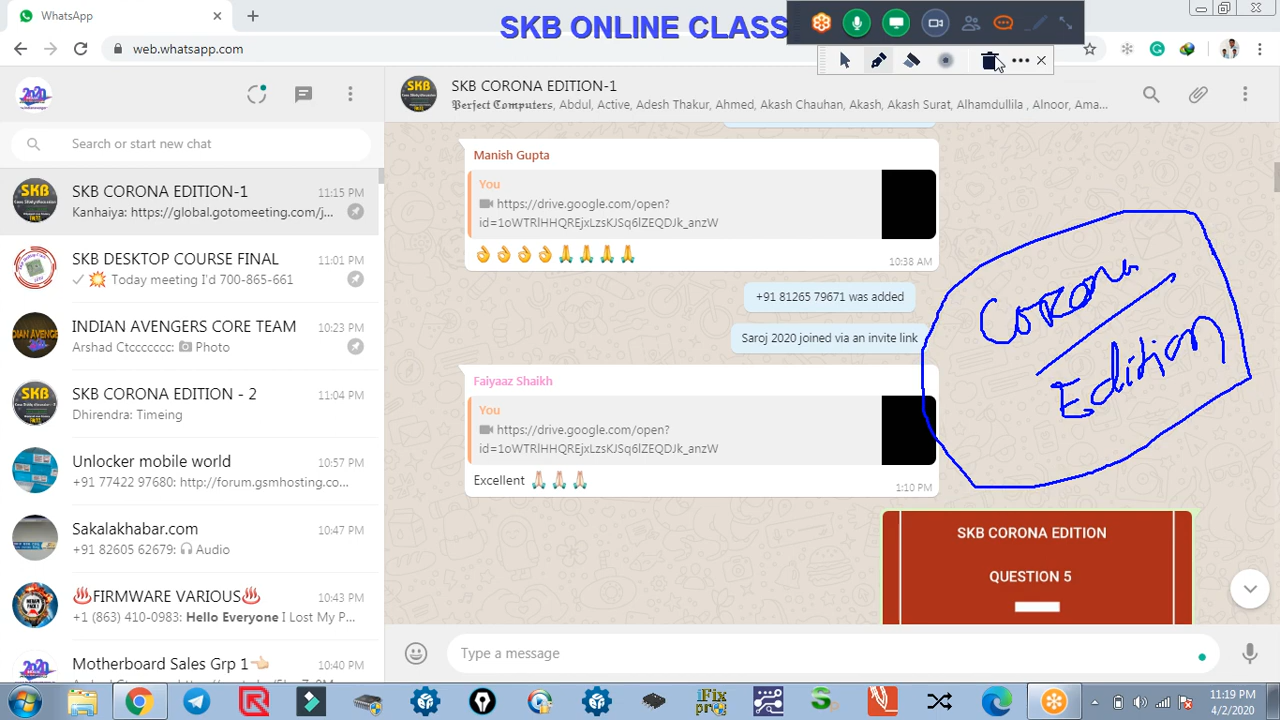 WhatsApp
SKB ONLINE CLASS
web.whatsapp.com
SKB CORONA EDITION-1
𝕻𝖊𝖗𝖋𝖊𝖈𝖙 𝕮𝖔𝖒𝖕𝖚𝖙𝖊𝖗𝖘, Abdul, Active, Adesh Thakur, Ahmed, Akash Chauhan, Akash, Akash Surat, Alhamdullila , Alnoor, Ama...
Search or start new chat
SKB CORONA EDITION-1 11:15 PM
Kanhaiya: https://global.gotomeeting.com/j...
SKB DESKTOP COURSE FINAL 11:01 PM
✓ 💥 Today meeting I'd 700-865-661
INDIAN AVENGERS CORE TEAM 10:23 PM
Arshad Ctccccccc: 📷 Photo
SKB CORONA EDITION - 2 11:04 PM
Dhirendra: Timeing
Unlocker mobile world 10:57 PM
+91 77422 97680: http://forum.gsmhosting.co...
Sakalakhabar.com 10:47 PM
+91 82605 62679: 🎧 Audio
♨️FIRMWARE VARIOUS♨️ 10:43 PM
+1 (863) 410-0983: Hello Everyone I Lost My P...
Motherboard Sales Grp 1👈🏻 10:40 PM
Manish Gupta
You
https://drive.google.com/open?
id=1oWTRlHHQREjxLzsKJSq6lZEQDJk_anzW
👌👌👌👌🙏🙏🙏🙏
10:38 AM
+91 81265 79671 was added
Saroj 2020 joined via an invite link
Faiyaaz Shaikh
You
https://drive.google.com/open?
id=1oWTRlHHQREjxLzsKJSq6lZEQDJk_anzW
Excellent 🙏🏻🙏🏻🙏🏻
1:10 PM
Corona
Edition
SKB CORONA EDITION
QUESTION 5
Type a message
iFix
pro
11:19 PM
4/2/2020